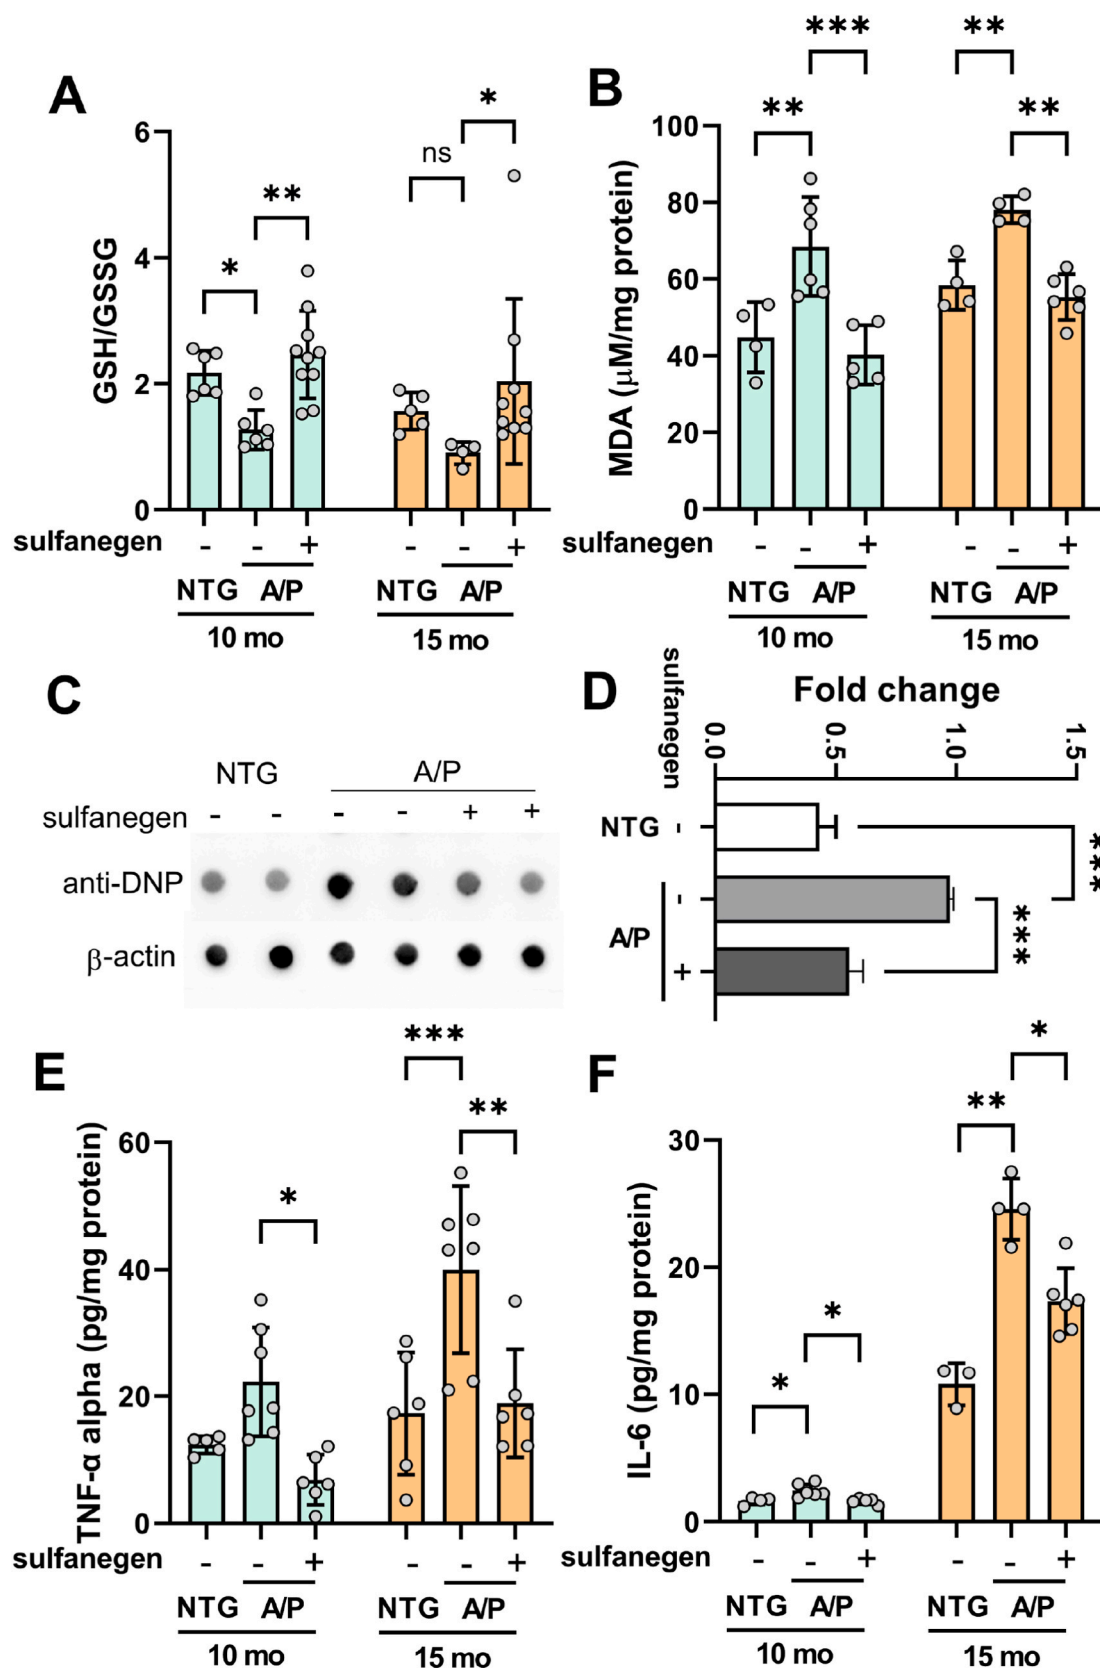 A
GSH/GSSG
6
4
2
0
*
**
ns
*
sulfanegen - - + - - +
NTG A/P NTG A/P
10 mo 15 mo
B
MDA (μM/mg protein)
100
80
60
40
20
0
**
***
**
**
sulfanegen - - + - - +
NTG A/P NTG A/P
10 mo 15 mo
C
NTG A/P
sulfanegen - - - - + +
anti-DNP
β-actin
D
Fold change
sulfanegen
0.0 0.5 1.0 1.5
NTG -
A/P
-
+
***
***
E
TNF-α alpha (pg/mg protein)
60
40
20
0
*
***
**
sulfanegen - - + - - +
NTG A/P NTG A/P
10 mo 15 mo
F
IL-6 (pg/mg protein)
30
20
10
0
*
*
**
*
sulfanegen - - + - - +
NTG A/P NTG A/P
10 mo 15 mo